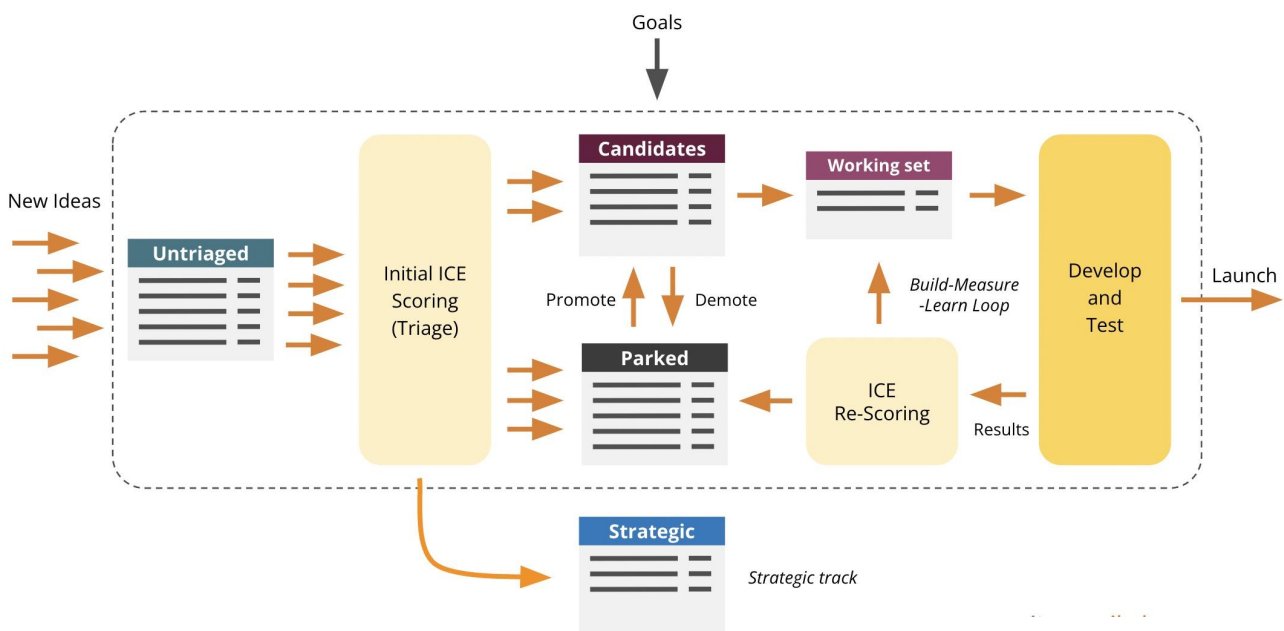 Goals
New Ideas
Untriaged
Initial ICE
Scoring
(Triage)
Candidates
Working set
Promote
Demote
Parked
Build-Measure
-Learn Loop
ICE
Re-Scoring
Results
Develop
and
Test
Launch
Strategic
Strategic track